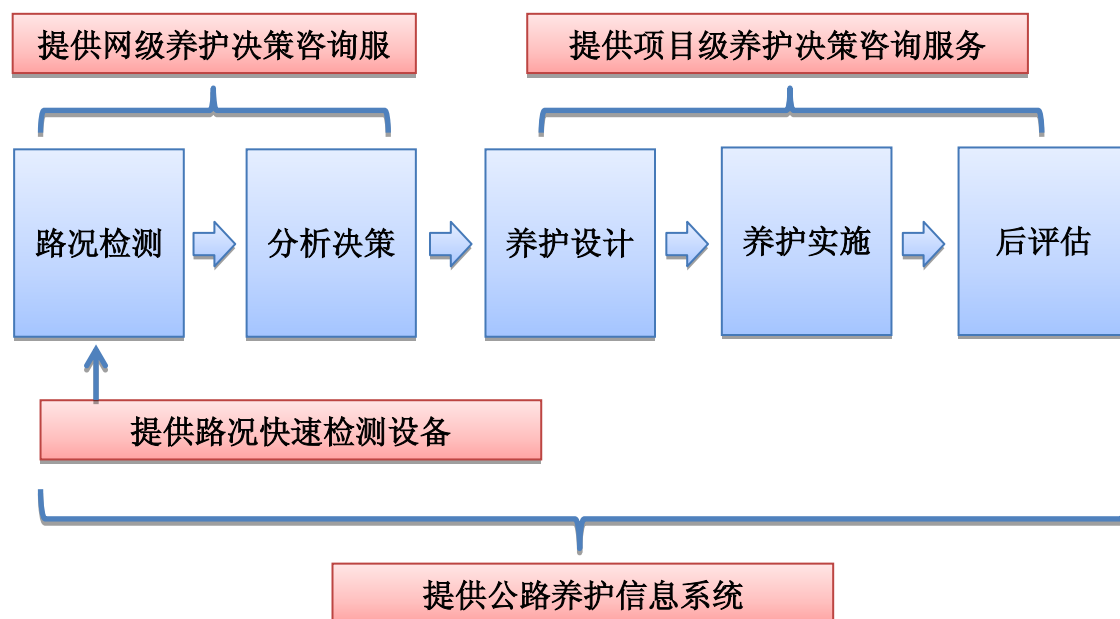 提供网级养护决策咨询服
提供项目级养护决策咨询服务
路况检测
分析决策
养护设计
养护实施
后评估
提供路况快速检测设备
提供公路养护信息系统